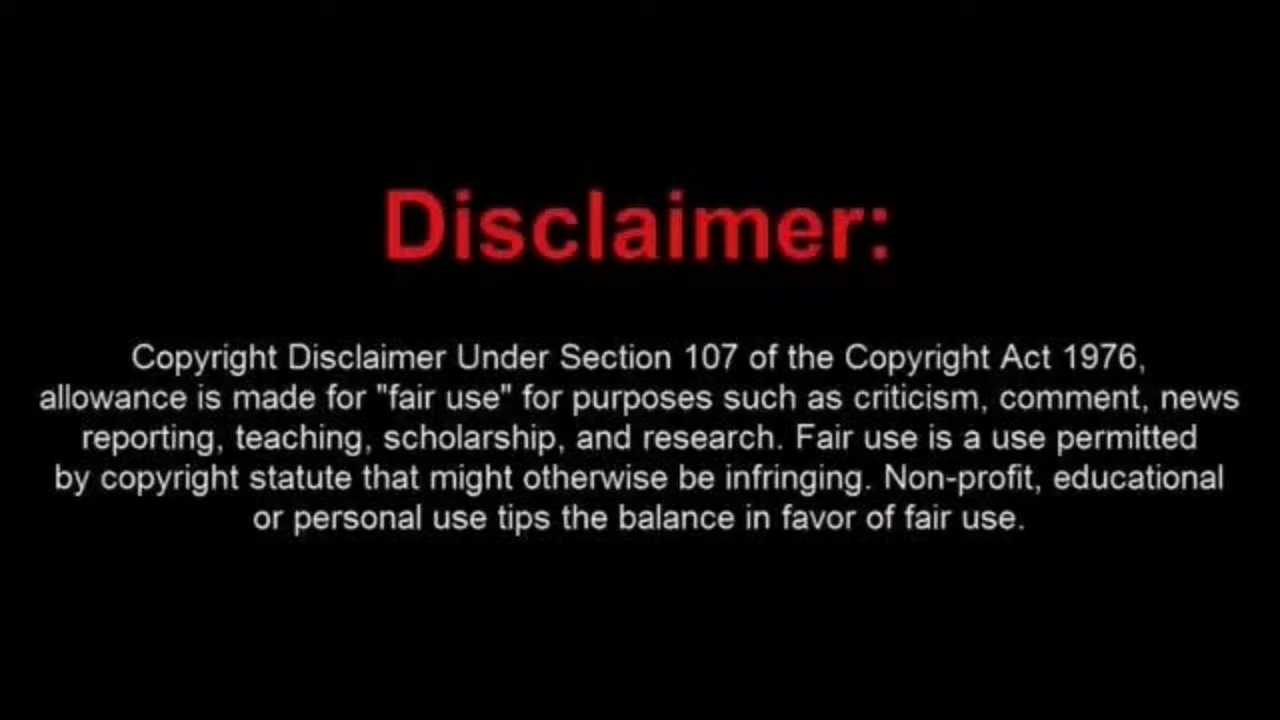 Disclaimer:
Copyright Disclaimer Under Section 107 of the Copyright Act 1976,
allowance is made for "fair use" for purposes such as criticism, comment, news
reporting, teaching, scholarship, and research. Fair use is a use permitted
by copyright statute that might otherwise be infringing. Non-profit, educational
or personal use tips the balance in favor of fair use.